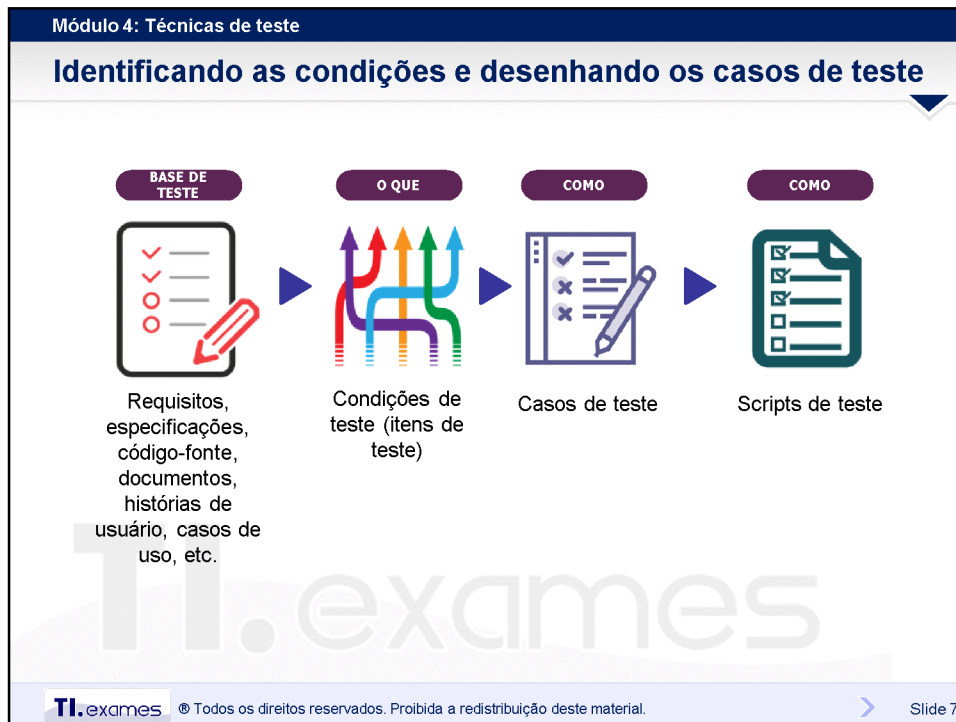 Módulo 4: Técnicas de teste
Identificando as condições e desenhando os casos de teste
BASE DE
TESTE
Requisitos,
especificações,
código-fonte,
documentos,
histórias de
usuário, casos de
uso, etc.
O QUE
Condições de
teste (itens de
teste)
COMO
Casos de teste
COMO
Scripts de teste
TI.exames
TI.exames
® Todos os direitos reservados. Proibida a redistribuição deste material.
Slide 7